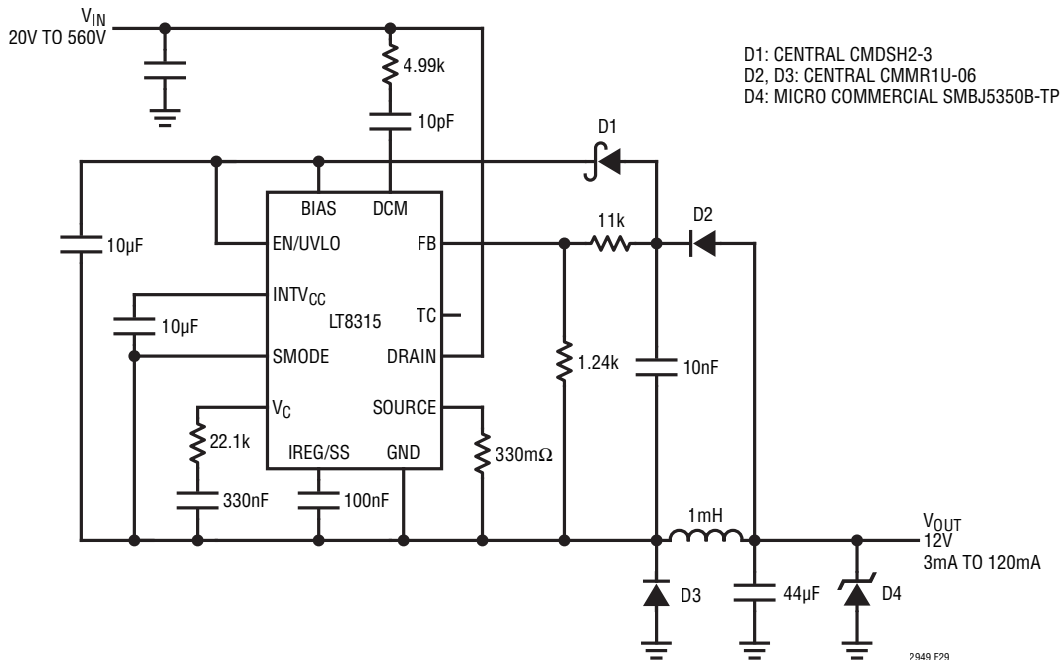 VIN
20V TO 560V
4.99k
10pF
D1: CENTRAL CMDSH2-3
D2, D3: CENTRAL CMMR1U-06
D4: MICRO COMMERCIAL SMBJ5350B-TP
D1
BIAS
DCM
11k
D2
10µF
EN/UVLO
FB
INTVCC
10µF
LT8315
TC
SMODE
DRAIN
1.24k
10nF
VC
SOURCE
22.1k
IREG/SS
GND
330mΩ
330nF
100nF
1mH
VOUT
12V
3mA TO 120mA
D3
44µF
D4
2949 F29